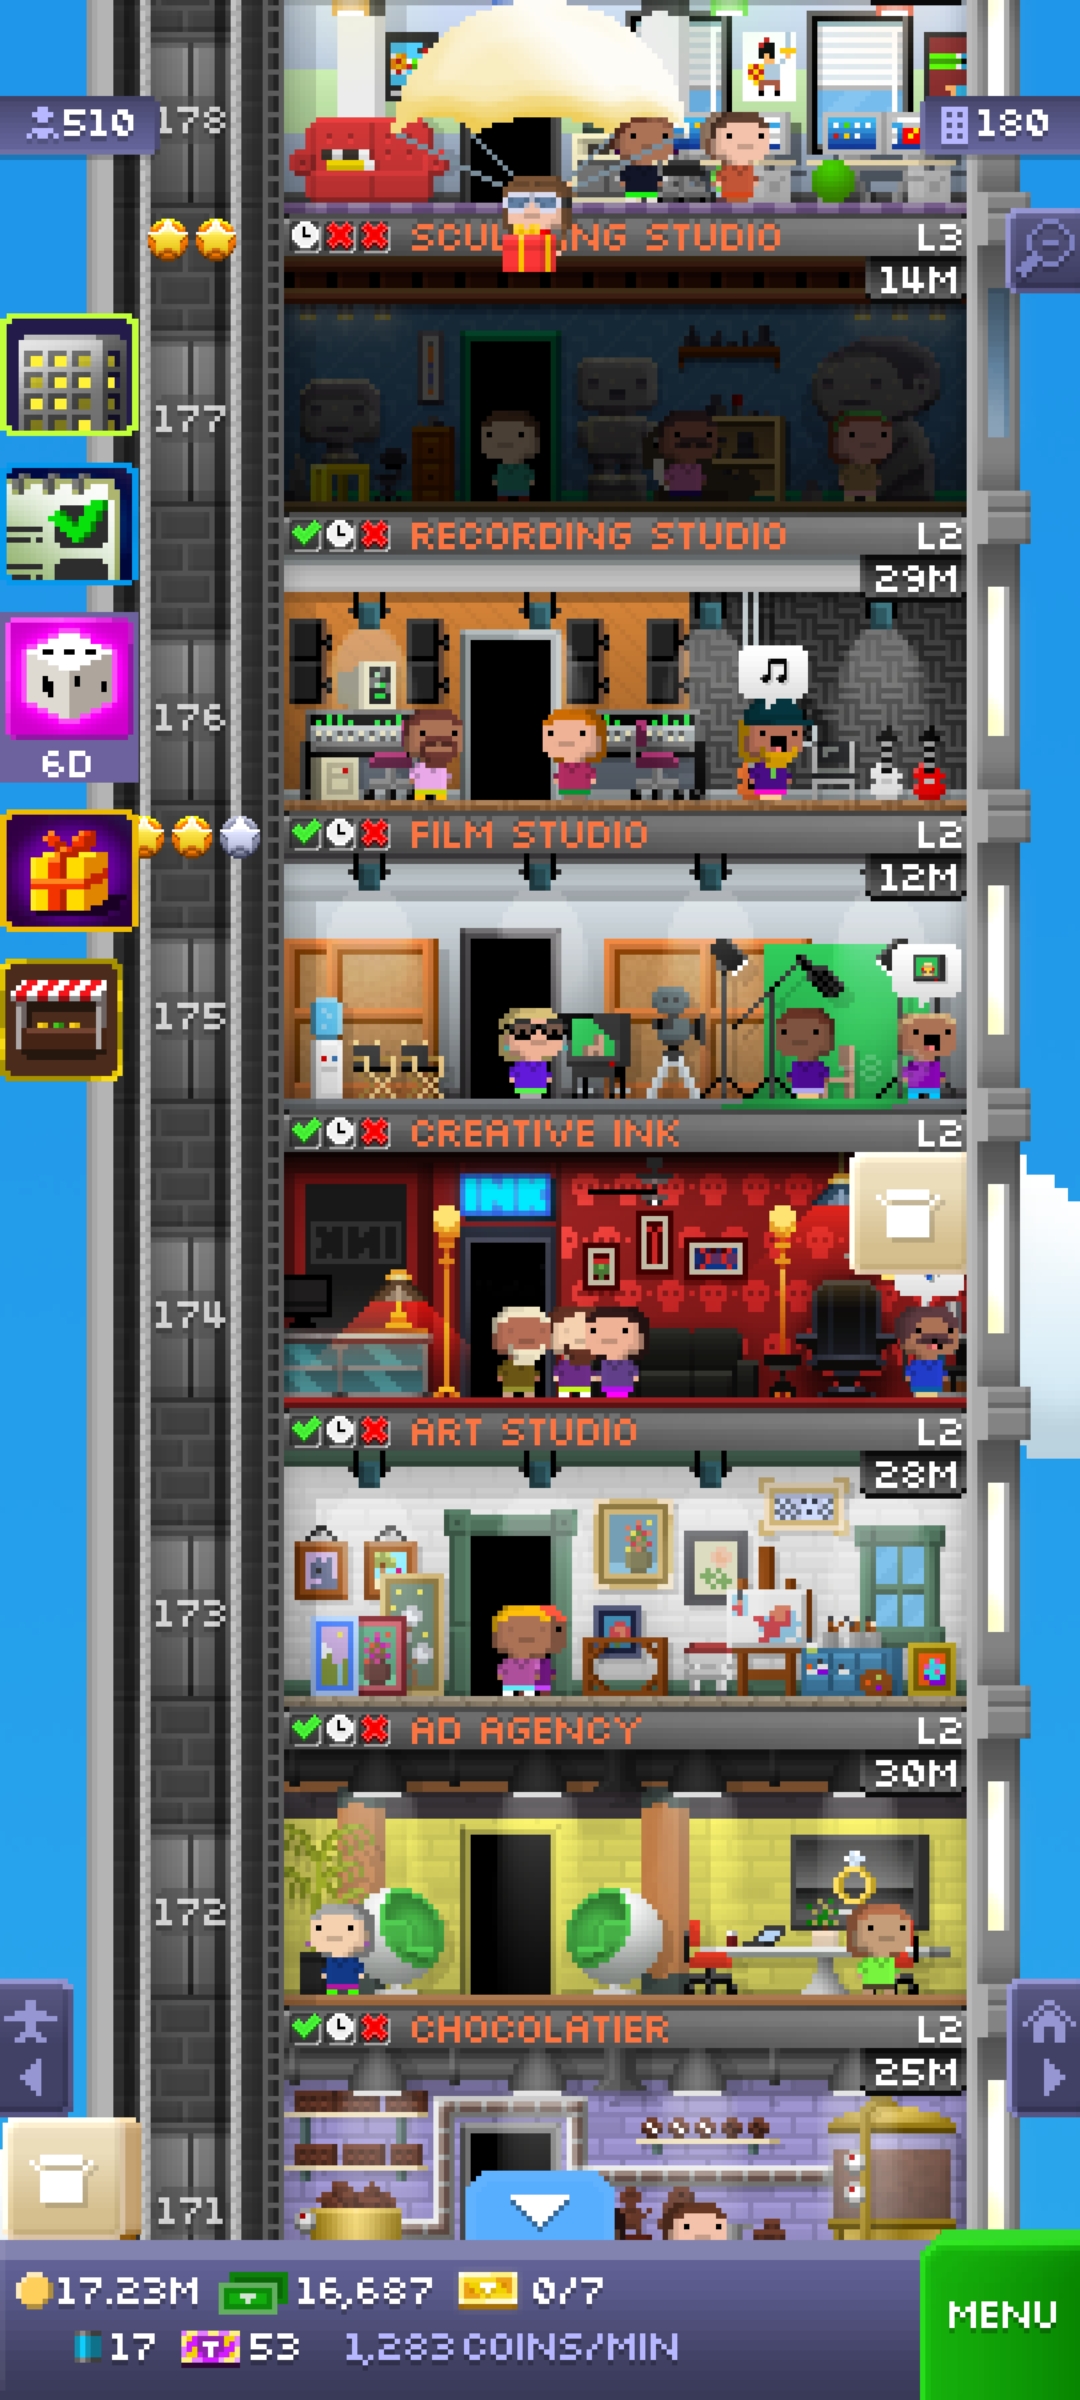 510
178
180
SCUL NG STUDIO
L3
14M
177
RECORDING STUDIO
L2
29M
176
6D
FILM STUDIO
L2
12M
175
CREATIVE INK
L2
INK
174
ART STUDIO
L2
28M
173
AD AGENCY
L2
30M
172
CHOCOLATIER
L2
25M
171
17.23M
16,687
0/7
MENU
17
53
1,283 COINS/MIN